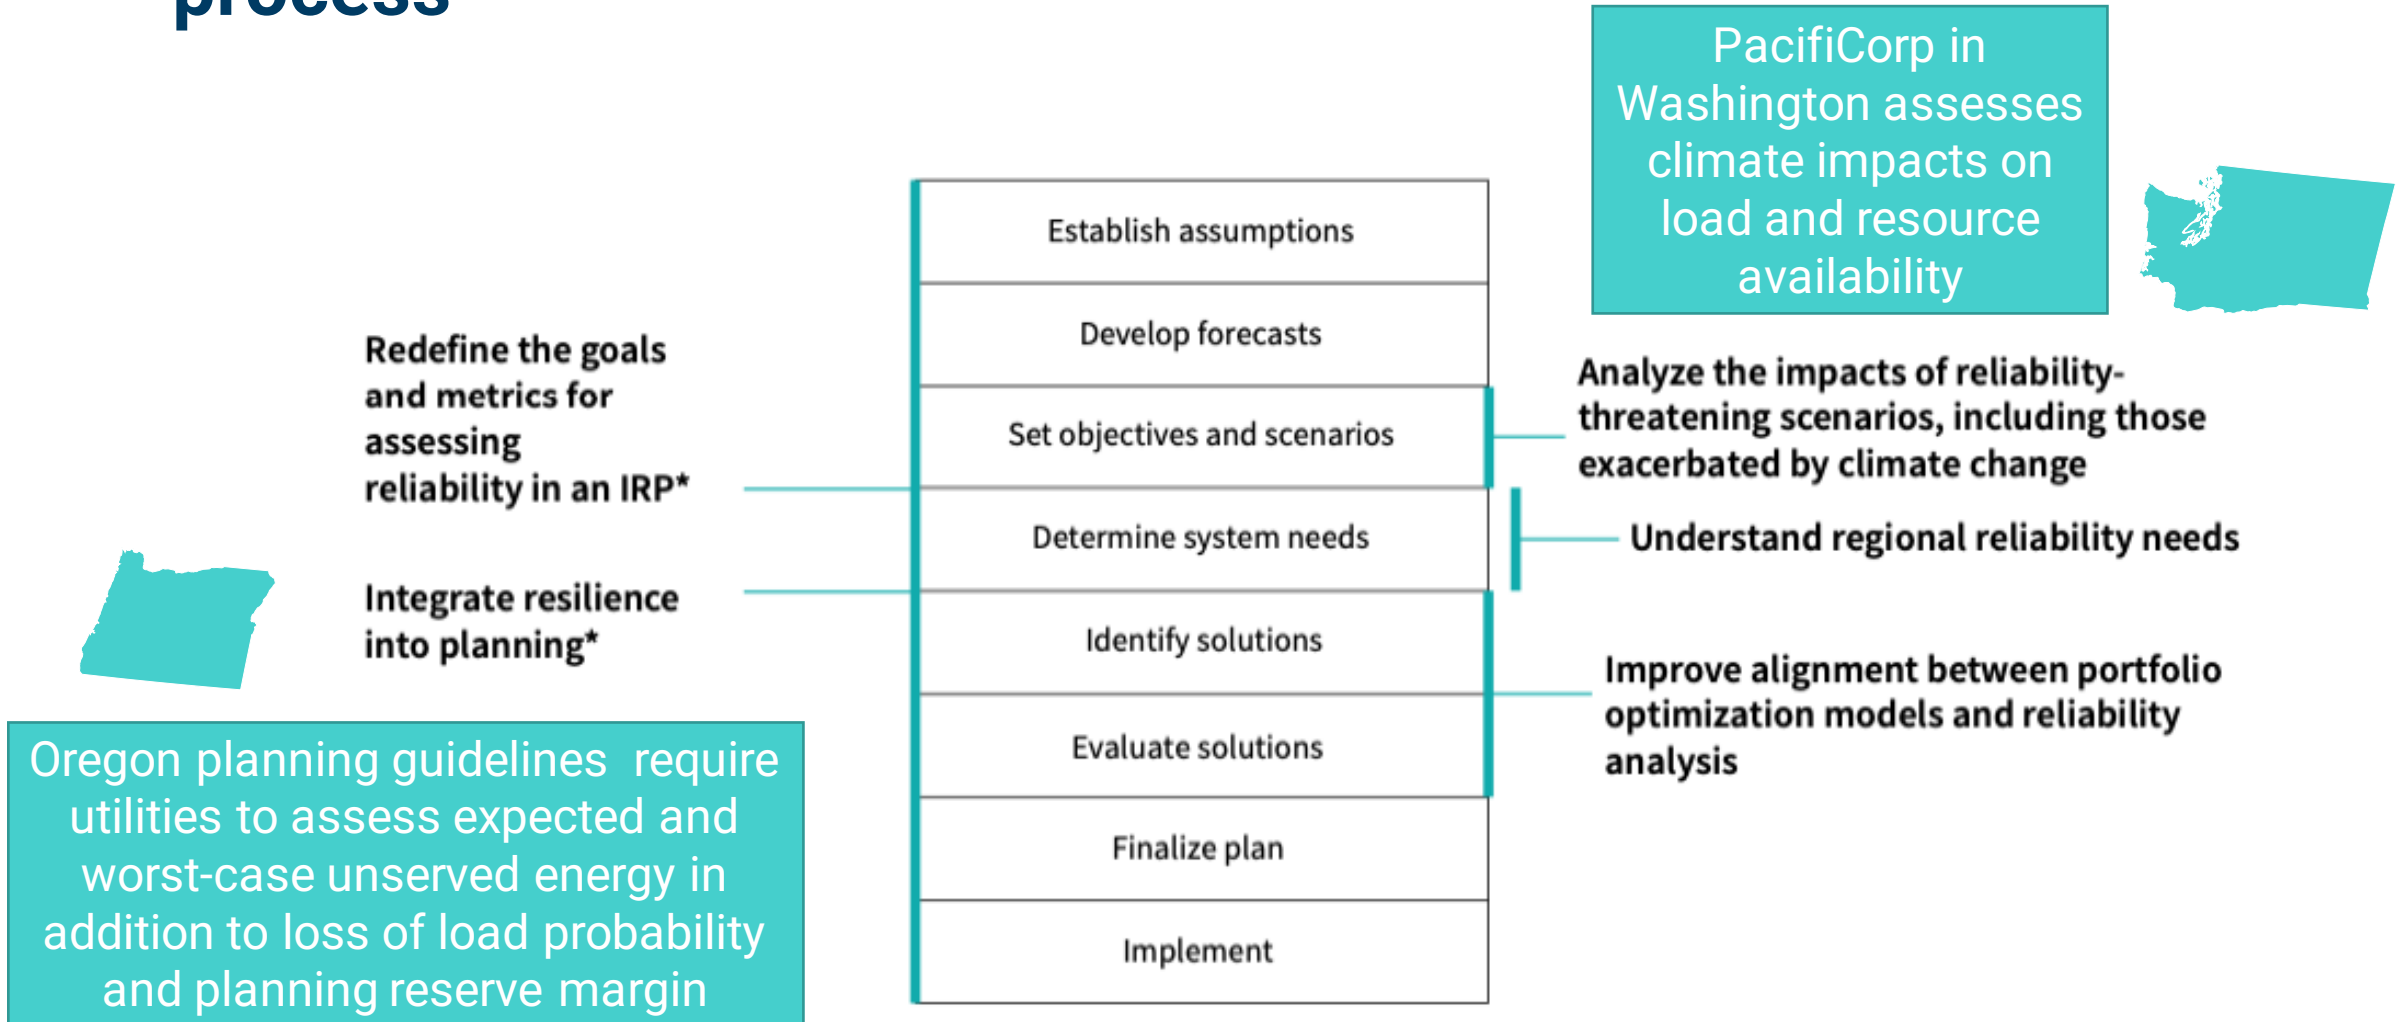 process
PacifiCorp in
Washington assesses
climate impacts on
load and resource
availability
Establish assumptions
Develop forecasts
Set objectives and scenarios
Determine system needs
Identify solutions
Evaluate solutions
Finalize plan
Implement
Redefine the goals
and metrics for
assessing
reliability in an IRP*
Integrate resilience
into planning*
Analyze the impacts of reliability-
threatening scenarios, including those
exacerbated by climate change
Understand regional reliability needs
Improve alignment between portfolio
optimization models and reliability
analysis
Oregon planning guidelines  require
utilities to assess expected and
worst-case unserved energy in
addition to loss of load probability
and planning reserve margin